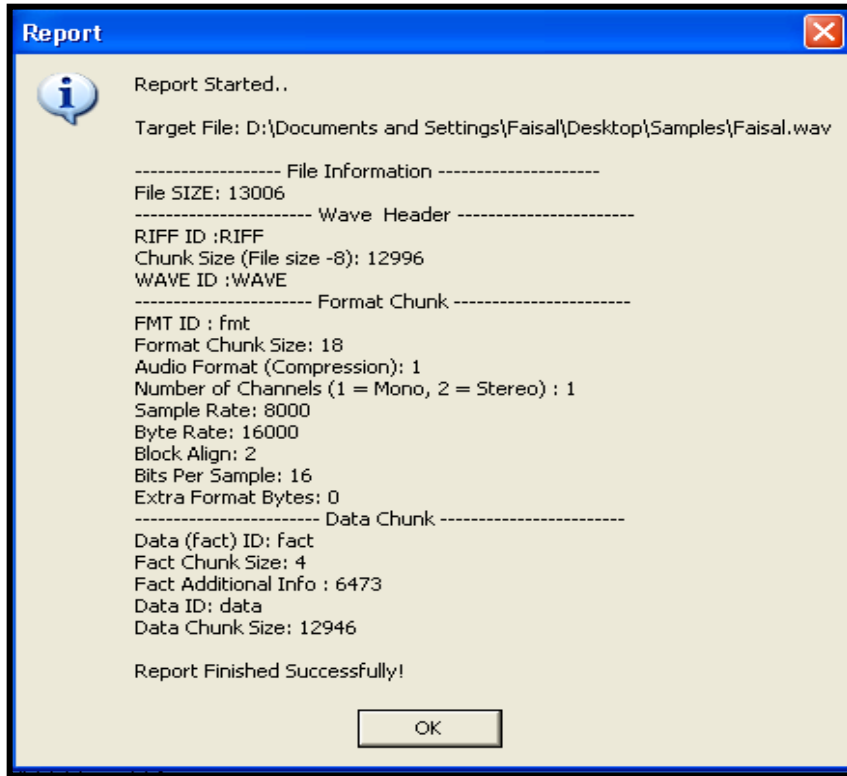 Report
Report Started..
Target File: D:\Documents and Settings\Faisal\Desktop\Samples\Faisal.wav
------------------- File Information ---------------------
File SIZE: 13006
----------------------- Wave  Header -----------------------
RIFF ID :RIFF
Chunk Size (File size -8): 12996
WAVE ID :WAVE
----------------------- Format Chunk -----------------------
FMT ID : fmt
Format Chunk Size: 18
Audio Format (Compression): 1
Number of Channels (1 = Mono, 2 = Stereo) : 1
Sample Rate: 8000
Byte Rate: 16000
Block Align: 2
Bits Per Sample: 16
Extra Format Bytes: 0
------------------------ Data Chunk ------------------------
Data (fact) ID: fact
Fact Chunk Size: 4
Fact Additional Info : 6473
Data ID: data
Data Chunk Size: 12946
Report Finished Successfully!
OK